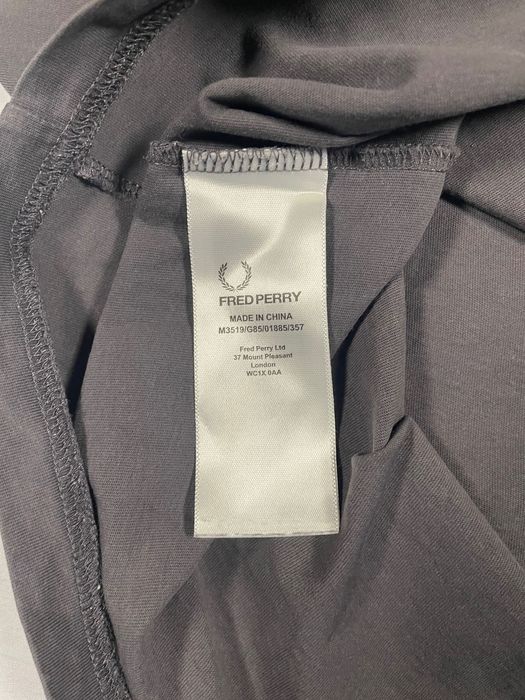 FRED PERRY
MADE IN CHINA
M3519/G85/01885/357
Fred Perry Ltd
37 Mount Pleasant
London
WC1X 0AA